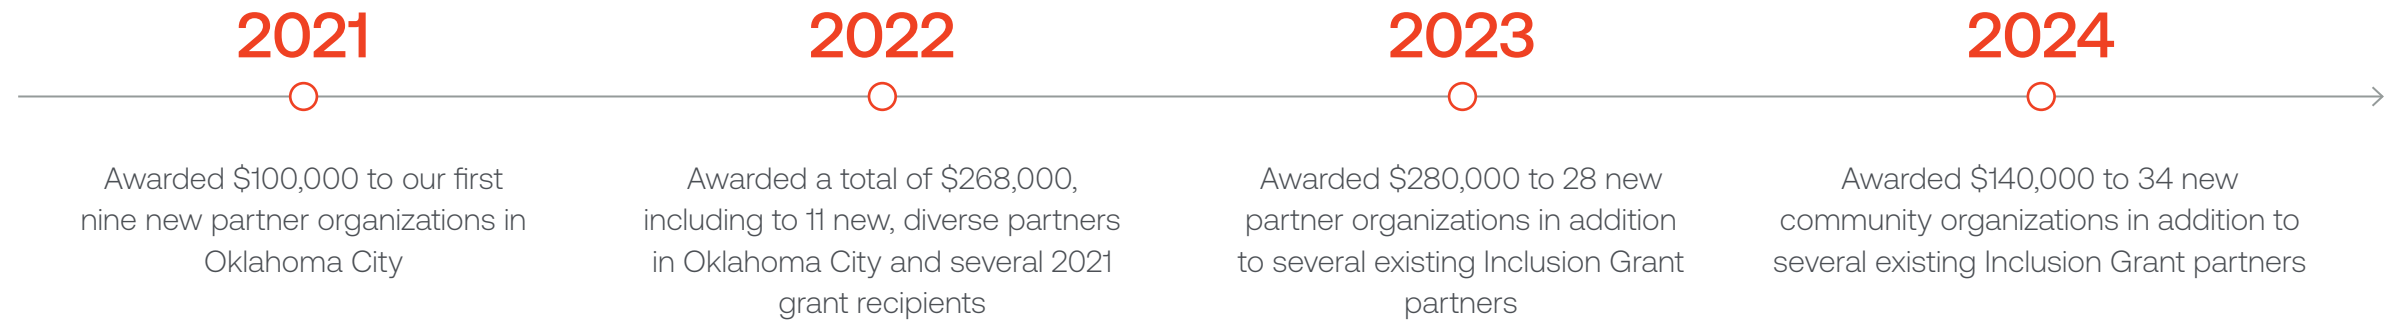 2021
Awarded $100,000 to our first
nine new partner organizations in
Oklahoma City
2022
Awarded a total of $268,000,
including to 11 new, diverse partners
in Oklahoma City and several 2021
grant recipients
2023
Awarded $280,000 to 28 new
partner organizations in addition
to several existing Inclusion Grant
partners
2024
Awarded $140,000 to 34 new
community organizations in addition to
several existing Inclusion Grant partners